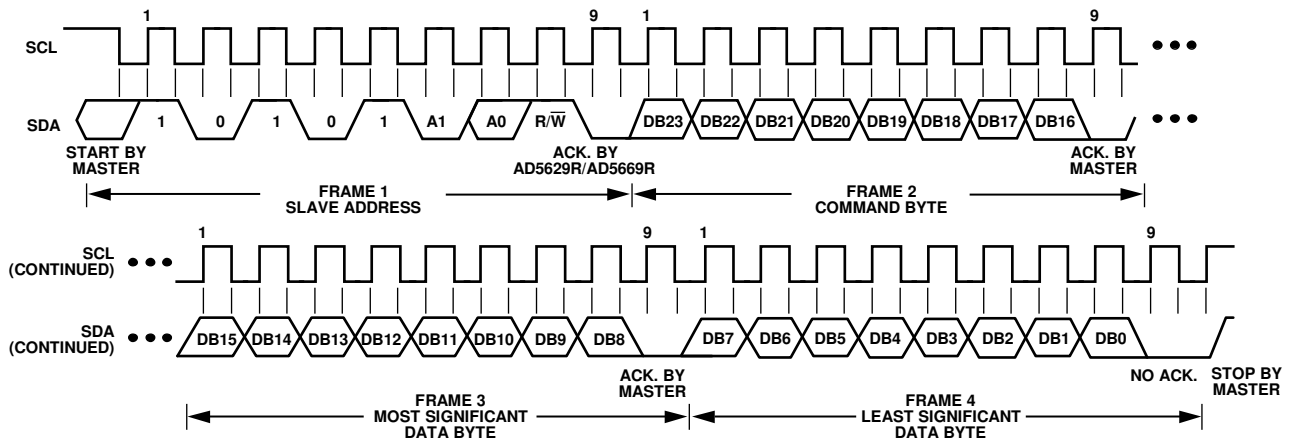 1 9 1 9
SCL
SDA
1 0 1 0 1 A1 A0 R/W̅ DB23 DB22 DB21 DB20 DB19 DB18 DB17 DB16
START BY
MASTER
ACK. BY
AD5629R/AD5669R
ACK. BY
MASTER
FRAME 1
SLAVE ADDRESS
FRAME 2
COMMAND BYTE
1 9 1 9
SCL
(CONTINUED)
SDA
(CONTINUED)
DB15 DB14 DB13 DB12 DB11 DB10 DB9 DB8 DB7 DB6 DB5 DB4 DB3 DB2 DB1 DB0
ACK. BY
MASTER
NO ACK.
STOP BY
MASTER
FRAME 3
MOST SIGNIFICANT
DATA BYTE
FRAME 4
LEAST SIGNIFICANT
DATA BYTE